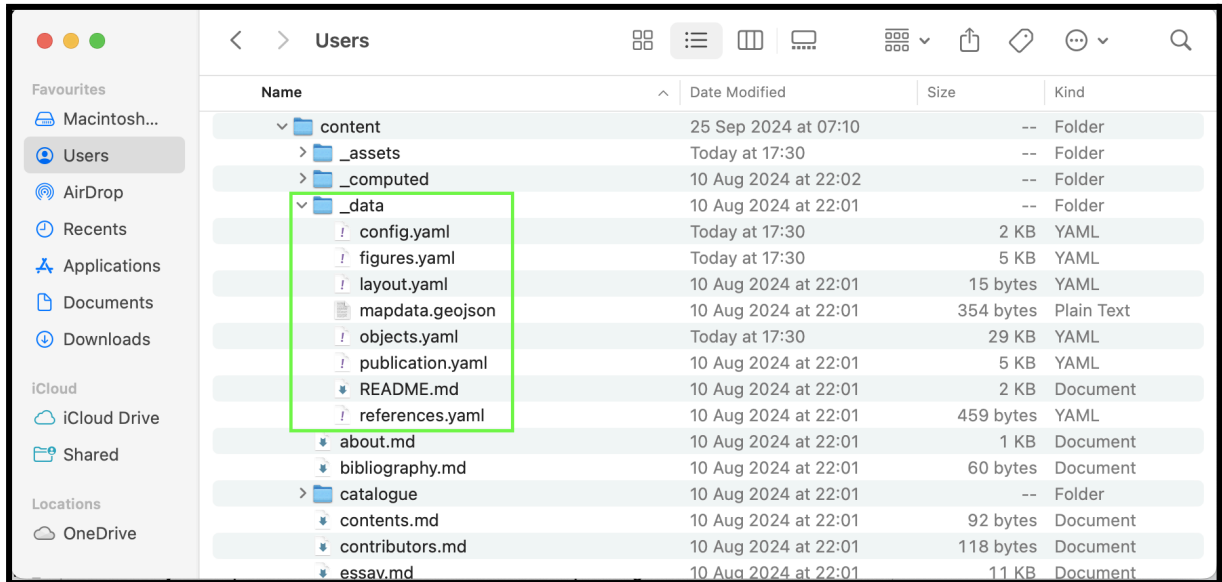 Users
Favourites
Macintosh...
Users
AirDrop
Recents
Applications
Documents
Downloads
iCloud
iCloud Drive
Shared
Locations
OneDrive
Name Date Modified Size Kind
content 25 Sep 2024 at 07:10 -- Folder
_assets Today at 17:30 -- Folder
_computed 10 Aug 2024 at 22:02 -- Folder
_data 10 Aug 2024 at 22:01 -- Folder
config.yaml Today at 17:30 2 KB YAML
figures.yaml Today at 17:30 5 KB YAML
layout.yaml 10 Aug 2024 at 22:01 15 bytes YAML
mapdata.geojson 10 Aug 2024 at 22:01 354 bytes Plain Text
objects.yaml Today at 17:30 29 KB YAML
publication.yaml 10 Aug 2024 at 22:01 5 KB YAML
README.md 10 Aug 2024 at 22:01 2 KB Document
references.yaml 10 Aug 2024 at 22:01 459 bytes YAML
about.md 10 Aug 2024 at 22:01 1 KB Document
bibliography.md 10 Aug 2024 at 22:01 60 bytes Document
catalogue 10 Aug 2024 at 22:01 -- Folder
contents.md 10 Aug 2024 at 22:01 92 bytes Document
contributors.md 10 Aug 2024 at 22:01 118 bytes Document
essay.md 10 Aug 2024 at 22:01 11 KB Document